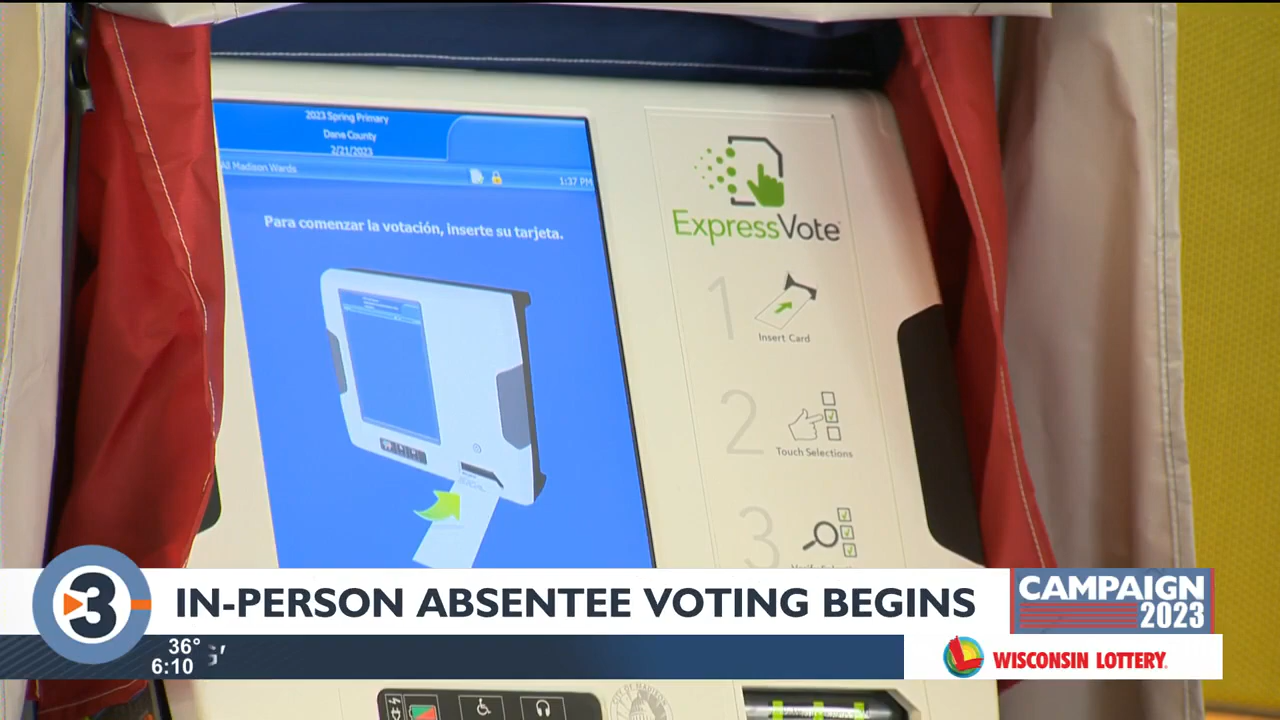 2023 Spring Primary
Dane County
2/21/2023
All Madison Wards
1:37 PM
Para comenzar la votación, inserte su tarjeta.
ExpressVote
1
Insert Card
2
Touch Selections
3
3
IN-PERSON ABSENTEE VOTING BEGINS
CAMPAIGN
2023
36°
6:10
WISCONSIN LOTTERY